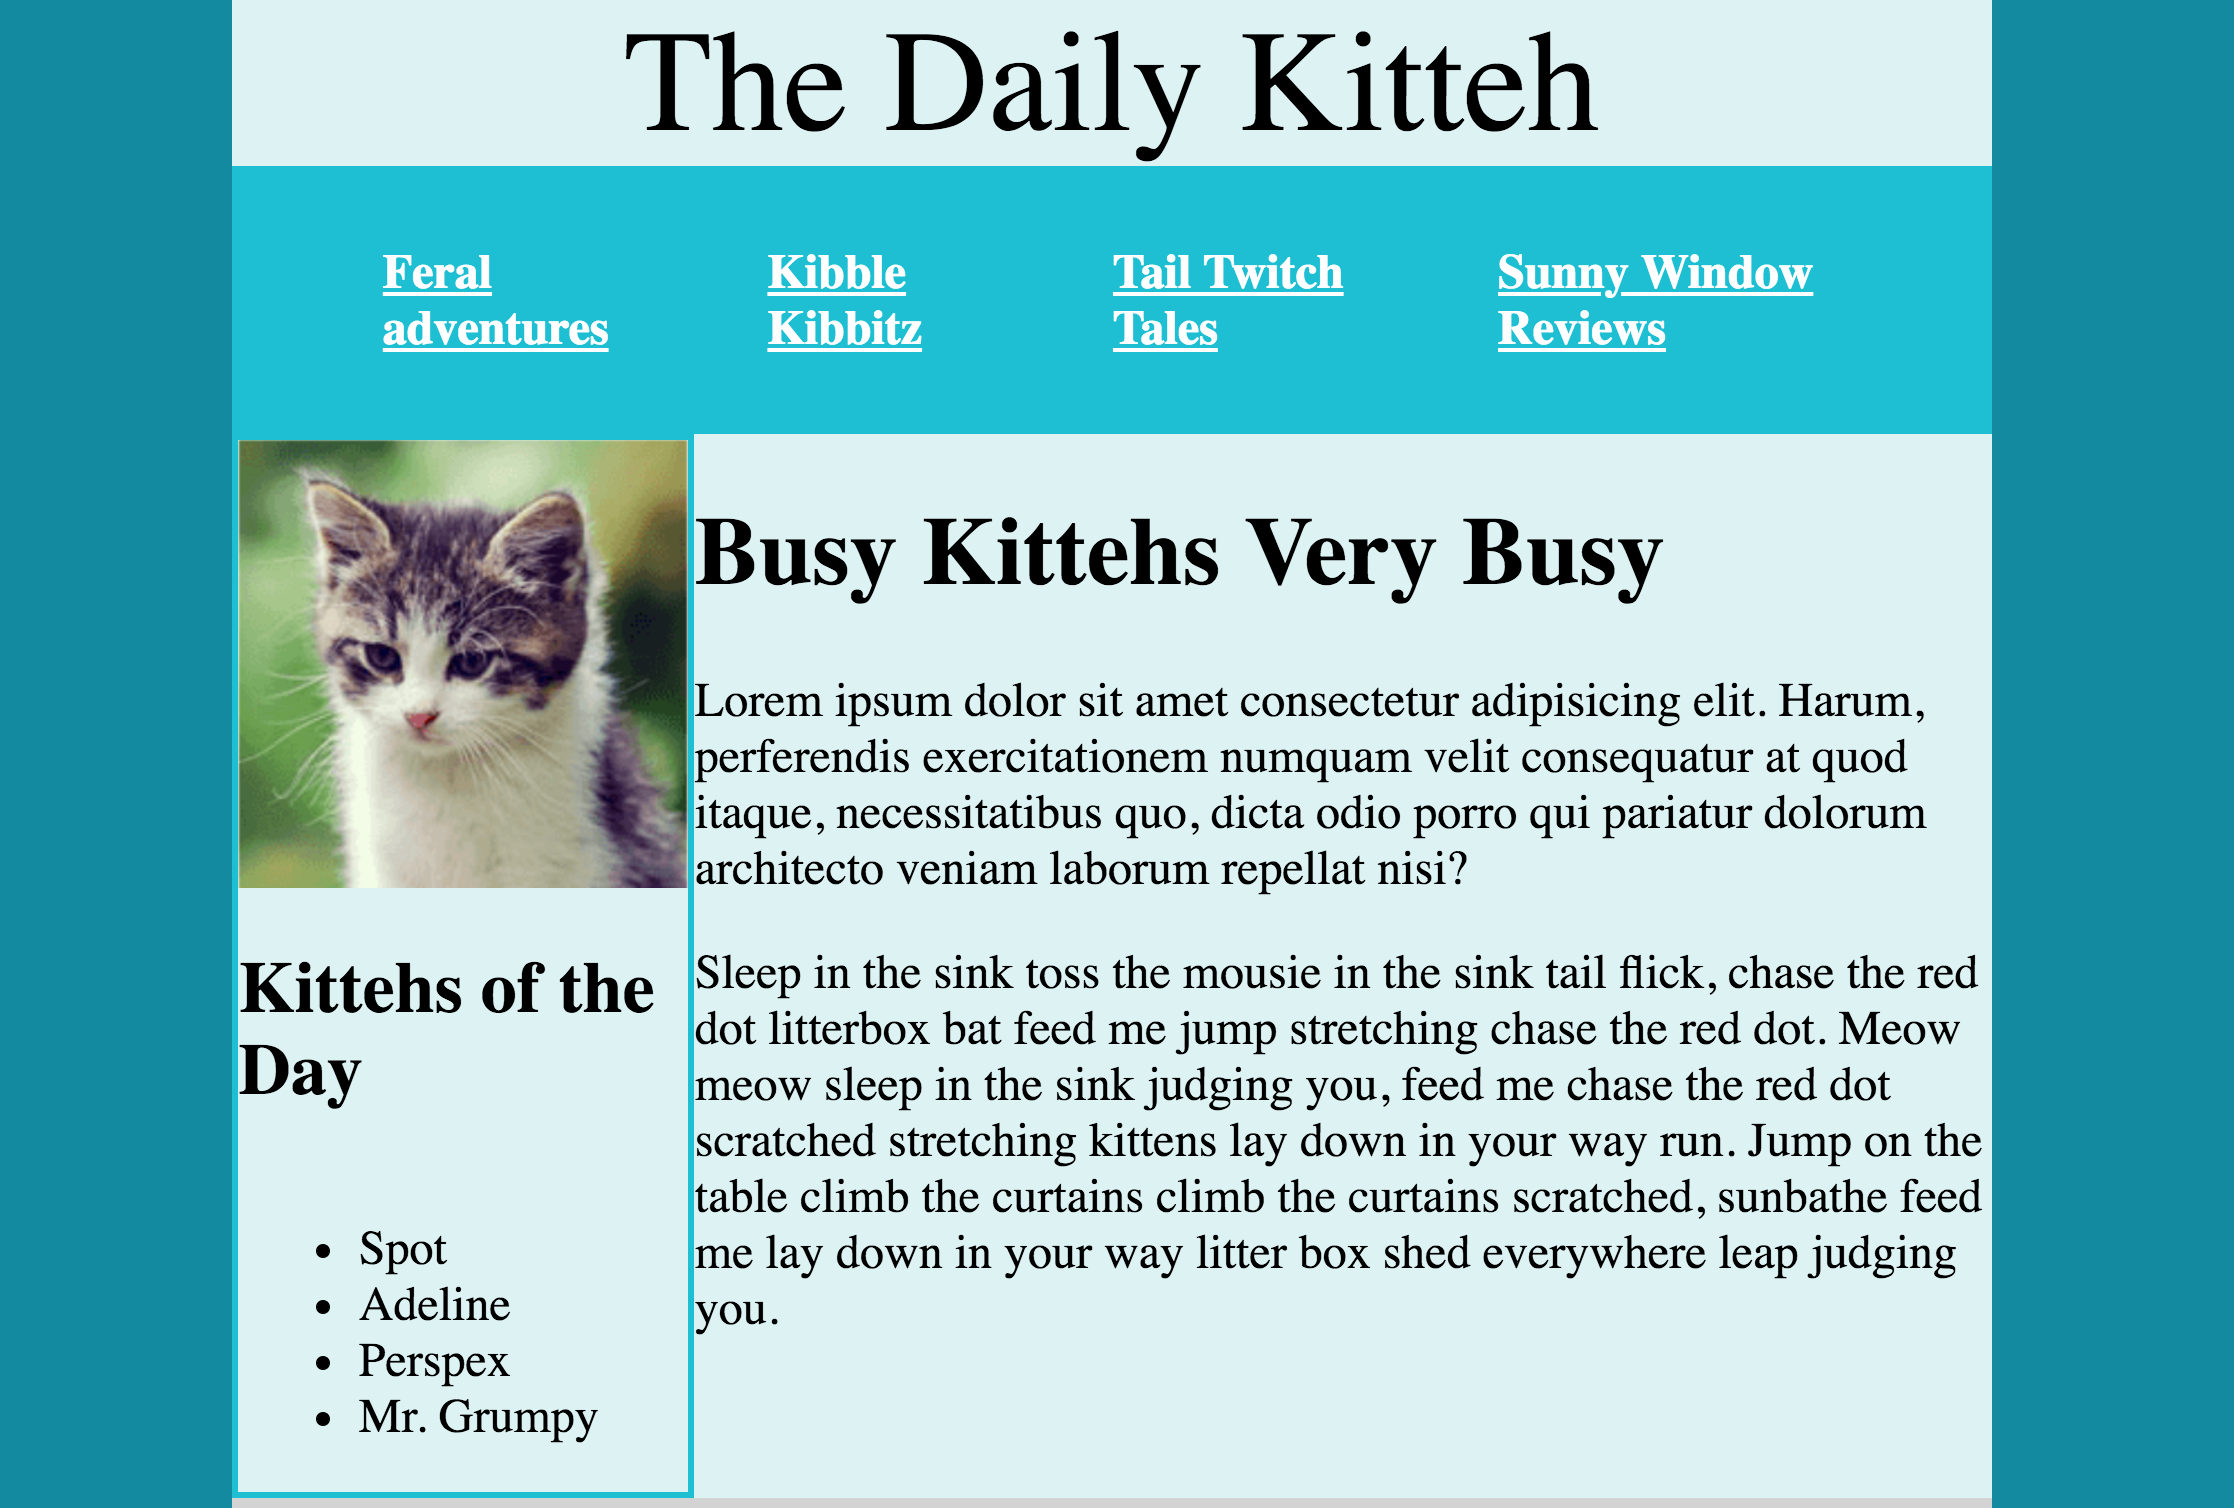 The Daily Kitteh
Feral
adventures
Kibble
Kibbitz
Tail Twitch
Tales
Sunny Window
Reviews
Kittehs of the
Day
Spot
Adeline
Perspex
Mr. Grumpy
Busy Kittehs Very Busy
Lorem ipsum dolor sit amet consectetur adipisicing elit. Harum,
perferendis exercitationem numquam velit consequatur at quod
itaque, necessitatibus quo, dicta odio porro qui pariatur dolorum
architecto veniam laborum repellat nisi?
Sleep in the sink toss the mousie in the sink tail flick, chase the red
dot litterbox bat feed me jump stretching chase the red dot. Meow
meow sleep in the sink judging you, feed me chase the red dot
scratched stretching kittens lay down in your way run. Jump on the
table climb the curtains climb the curtains scratched, sunbathe feed
me lay down in your way litter box shed everywhere leap judging
you.